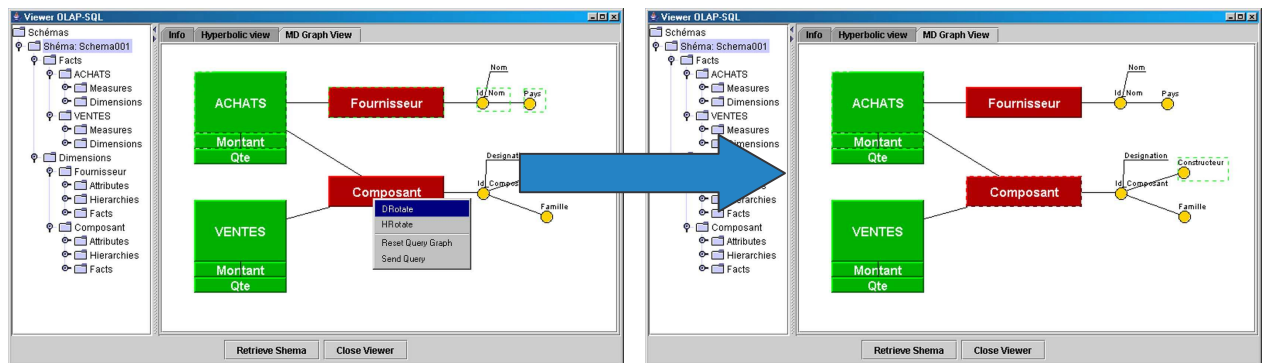 Viewer OLAP-SQL
Schémas
Shéma: Schema001
Facts
ACHATS
Measures
Dimensions
VENTES
Measures
Dimensions
Dimensions
Fournisseur
Attributes
Hierarchies
Facts
Composant
Attributes
Hierarchies
Facts
Info Hyperbolic view MD Graph View
ACHATS
Montant
Qte
Fournisseur
Nom
Id_Nom
Pays
Composant
Famille
DRotate
HRotate
Reset Query Graph
Send Query
VENTES
Montant
Qte
Retrieve Shema Close Viewer
Viewer OLAP-SQL
Schémas
Shéma: Schema001
Facts
ACHATS
Measures
Dimensions
VENTES
Measures
Composant
Attributes
Hierarchies
Facts
Info Hyperbolic view MD Graph View
ACHATS
Montant
Qte
Fournisseur
Nom
Id_Nom
Pays
Composant
Designation
Constructeur
Id_Composant
Famille
VENTES
Montant
Qte
Retrieve Shema Close Viewer